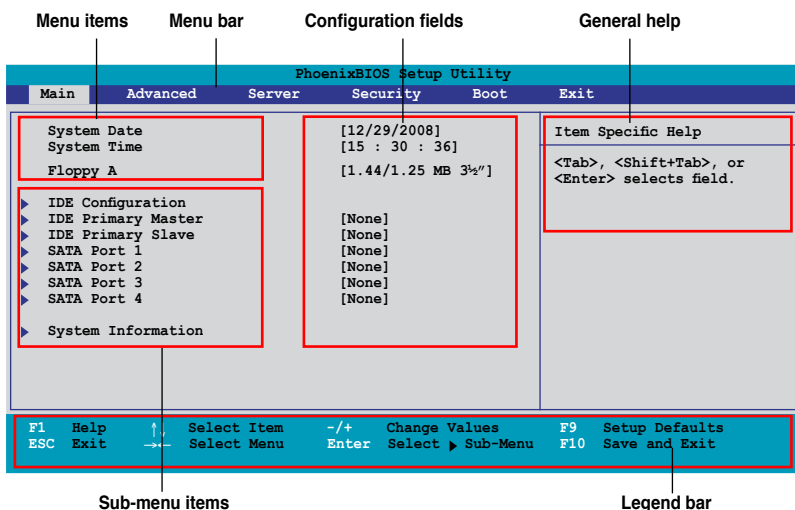 Menu items Menu bar Configuration fields General help
PhoenixBIOS Setup Utility
Main Advanced Server Security Boot Exit
System Date [12/29/2008]
System Time [15 : 30 : 36]
Floppy A [1.44/1.25 MB 3½″]
IDE Configuration
IDE Primary Master [None]
IDE Primary Slave [None]
SATA Port 1 [None]
SATA Port 2 [None]
SATA Port 3 [None]
SATA Port 4 [None]
System Information
Item Specific Help
<Tab>, <Shift+Tab>, or
<Enter> selects field.
F1 Help ↑↓ Select Item -/+ Change Values F9 Setup Defaults
ESC Exit →← Select Menu Enter Select ▶ Sub-Menu F10 Save and Exit
Sub-menu items Legend bar